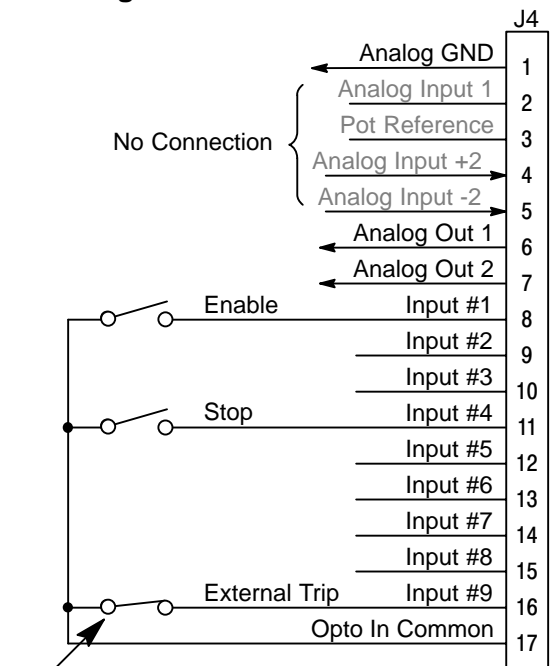 J4
Analog GND 1
Analog Input 1 2
Pot Reference 3
No Connection
Analog Input +2 4
Analog Input -2 5
Analog Out 1 6
Analog Out 2 7
Enable Input #1 8
Input #2 9
Input #3 10
Stop Input #4 11
Input #5 12
Input #6 13
Input #7 14
Input #8 15
External Trip Input #9 16
Opto In Common 17